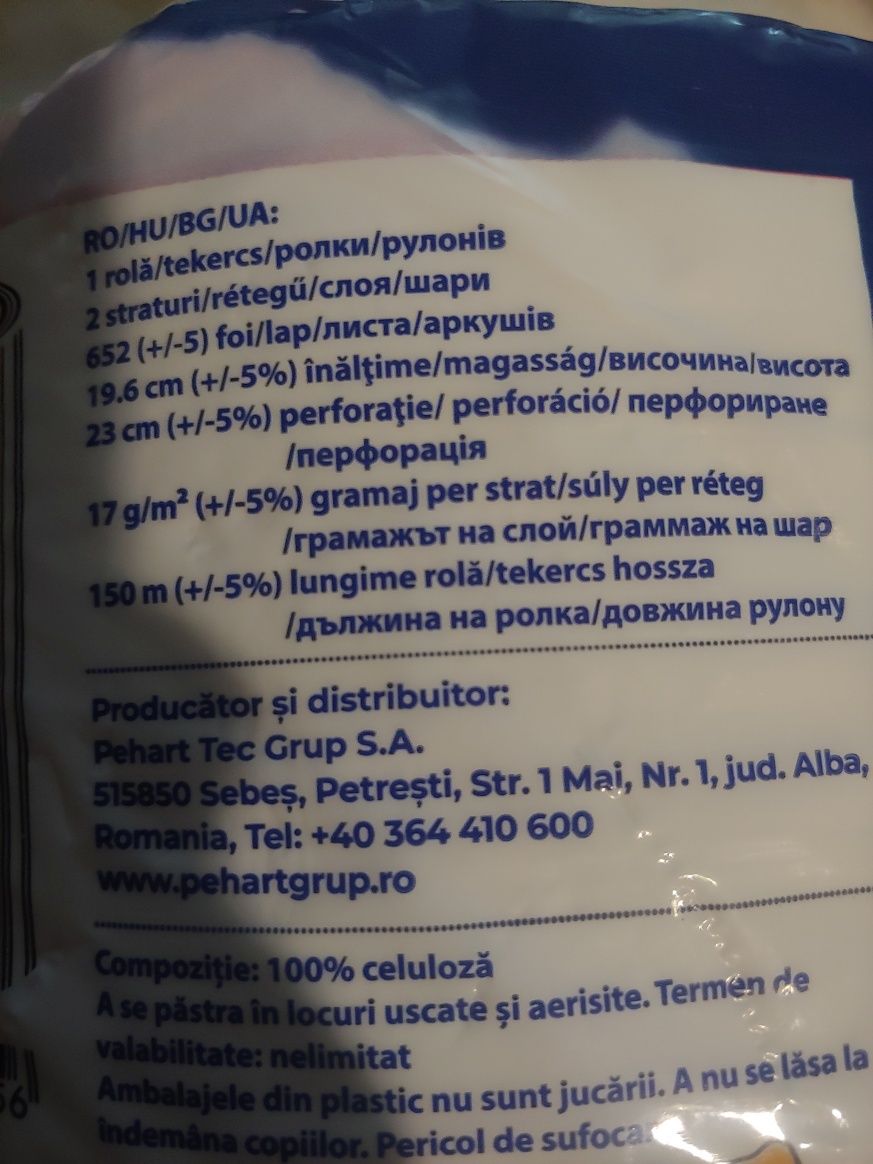 RO/HU/BG/UA:
1 rolă/tekercs/ролки/рулонів
2 straturi/rétegű/слоя/шари
652 (+/-5) foi/lap/листа/аркушів
19.6 cm (+/-5%) înălţime/magasság/височина/висота
23 cm (+/-5%) perforaţie/ perforáció/ перфориране
/перфорація
17 g/m² (+/-5%) gramaj per strat/súly per réteg
/грамажът на слой/граммаж на шар
150 m (+/-5%) lungime rolă/tekercs hossza
/дължина на ролка/довжина рулону
Producător și distribuitor:
Pehart Tec Grup S.A.
515850 Sebeș, Petrești, Str. 1 Mai, Nr. 1, jud. Alba,
Romania, Tel: +40 364 410 600
www.pehartgrup.ro
Compoziție: 100% celuloză
A se păstra în locuri uscate și aerisite. Termen de
valabilitate: nelimitat
Ambalajele din plastic nu sunt jucării. A nu se lăsa la
îndemâna copiilor. Pericol de